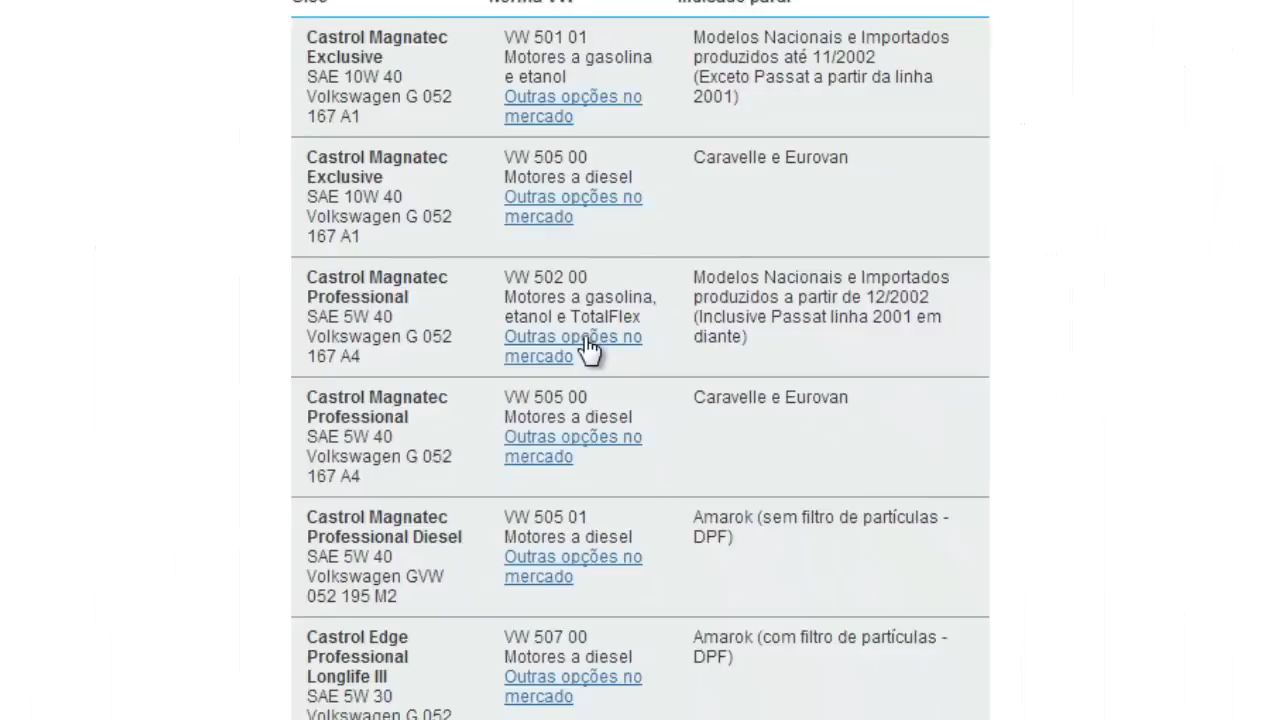 Óleo Norma VW Indicado para:
Castrol Magnatec
Exclusive
SAE 10W 40
Volkswagen G 052
167 A1
VW 501 01
Motores a gasolina
e etanol
Outras opções no
mercado
Modelos Nacionais e Importados
produzidos até 11/2002
(Exceto Passat a partir da linha
2001)
Castrol Magnatec
Exclusive
SAE 10W 40
Volkswagen G 052
167 A1
VW 505 00
Motores a diesel
Outras opções no
mercado
Caravelle e Eurovan
Castrol Magnatec
Professional
SAE 5W 40
Volkswagen G 052
167 A4
VW 502 00
Motores a gasolina,
etanol e TotalFlex
Outras opções no
mercado
Modelos Nacionais e Importados
produzidos a partir de 12/2002
(Inclusive Passat linha 2001 em
diante)
Castrol Magnatec
Professional
SAE 5W 40
Volkswagen G 052
167 A4
VW 505 00
Motores a diesel
Outras opções no
mercado
Caravelle e Eurovan
Castrol Magnatec
Professional Diesel
SAE 5W 40
Volkswagen GVW
052 195 M2
VW 505 01
Motores a diesel
Outras opções no
mercado
Amarok (sem filtro de partículas -
DPF)
Castrol Edge
Professional
Longlife III
SAE 5W 30
Volkswagen G 052
VW 507 00
Motores a diesel
Outras opções no
mercado
Amarok (com filtro de partículas -
DPF)